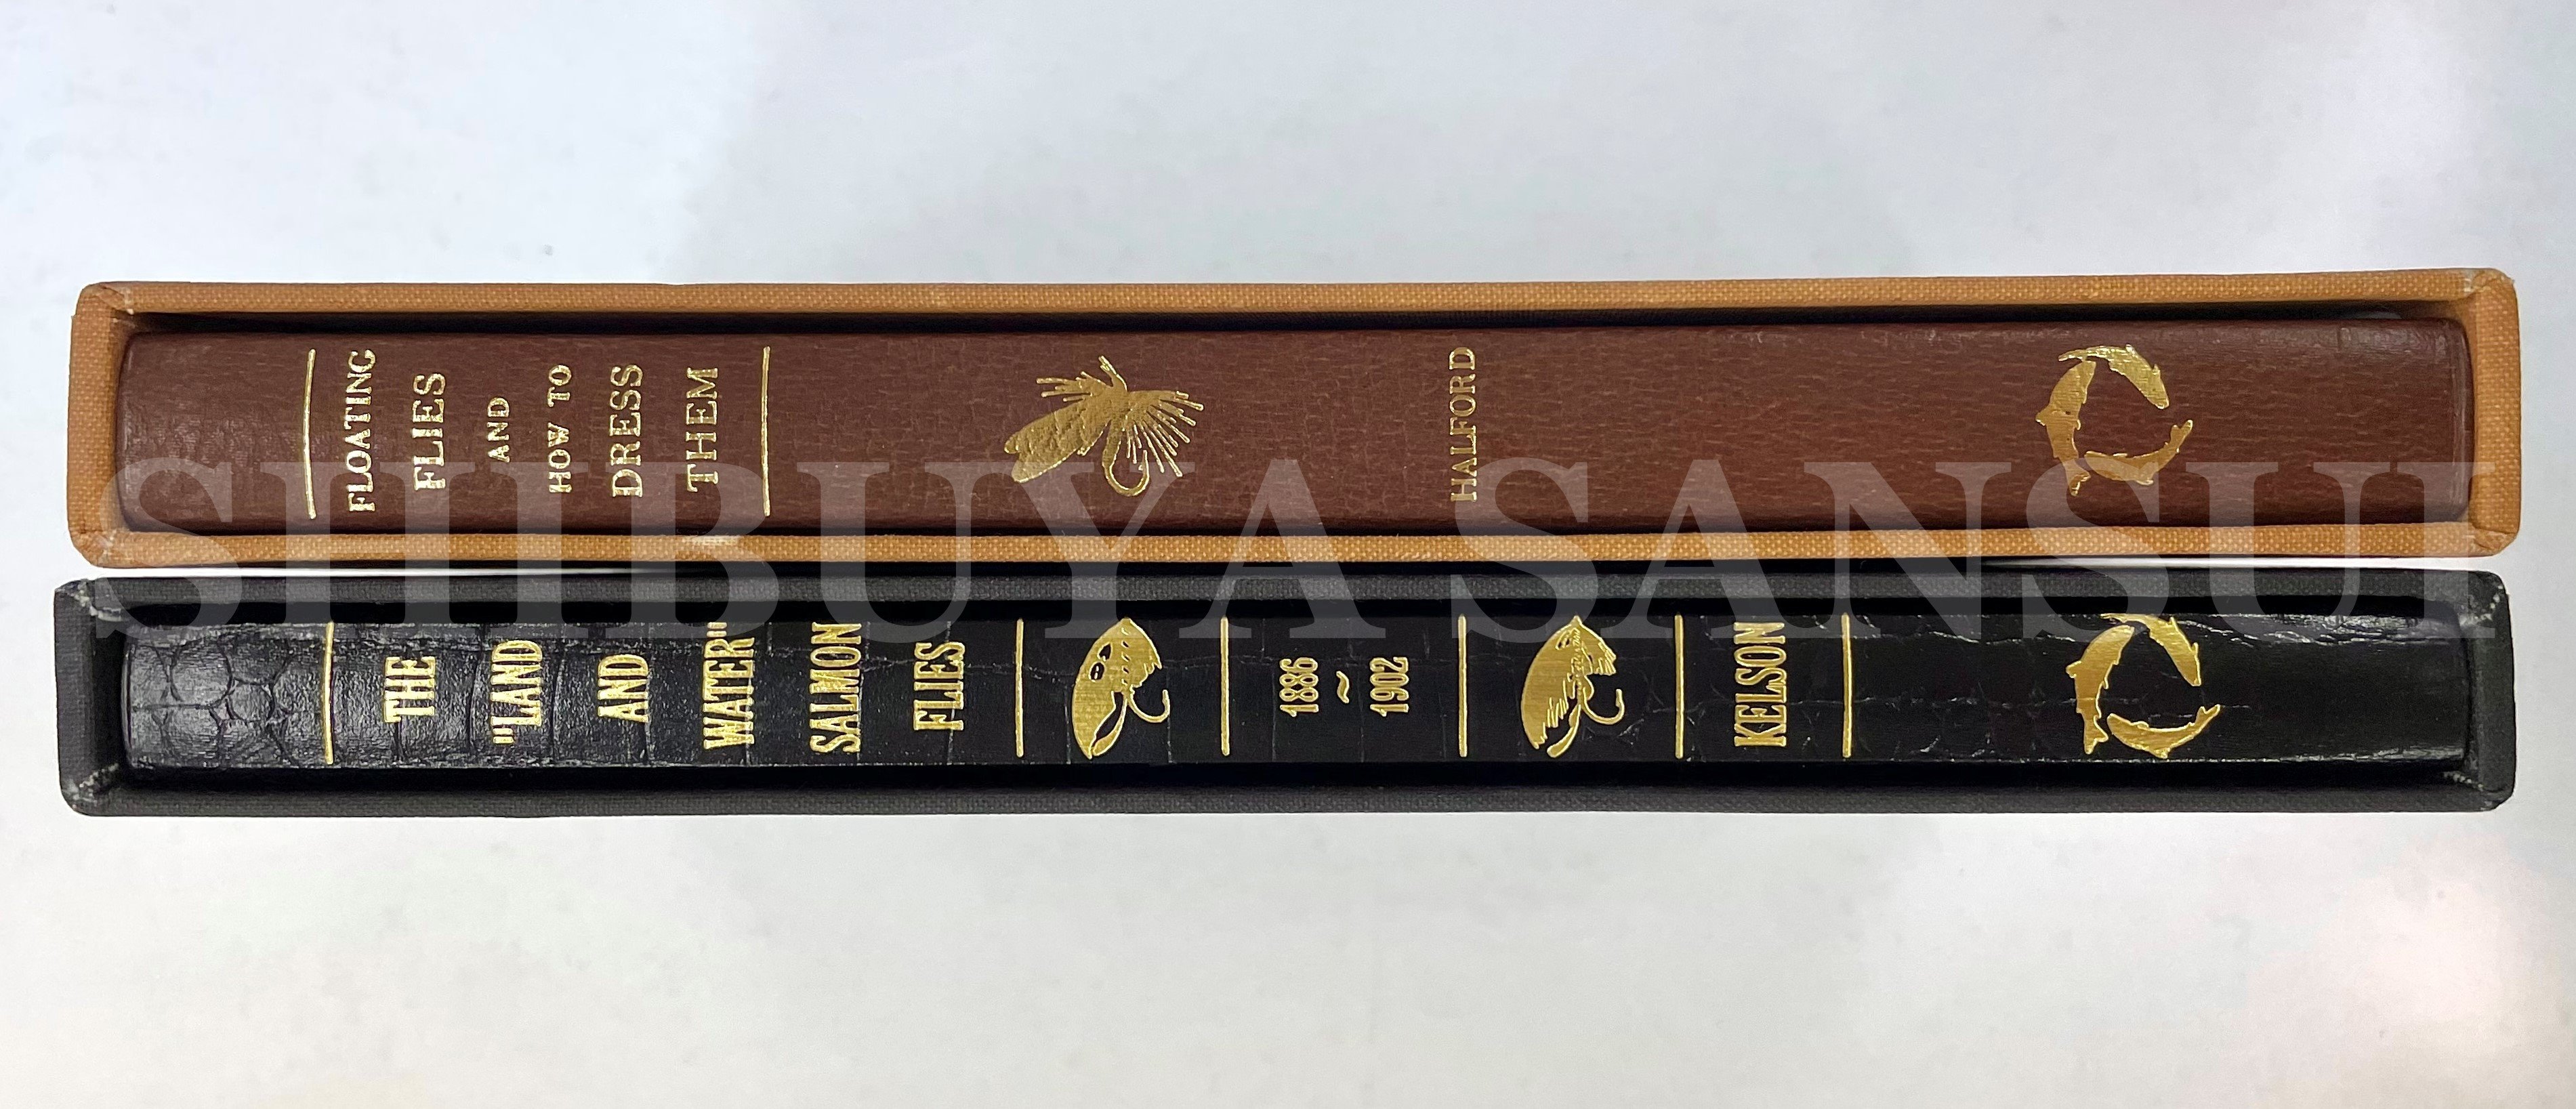 FLOATING
FLIES
AND
HOW TO
DRESS
THEM
HALFORD
THE
"LAND
AND
WATER"
SALMON
FLIES
1886
~
1902
KELSON
SHIBUYA SANSUI